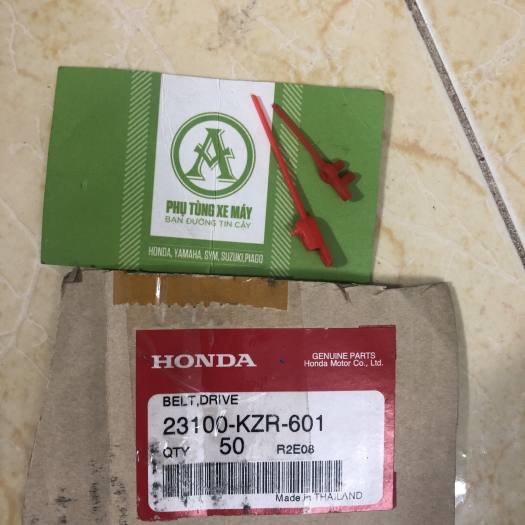 PHỤ TÙNG XE MÁY
BẠN ĐƯỜNG TIN CẬY
HONDA, YAMAHA, SYM, SUZUKI,PIAGO
HONDA
GENUINE PARTS
Honda Motor Co., Ltd.
BELT,DRIVE
23100-KZR-601
QTY 50 R2E08
Made in THAILAND